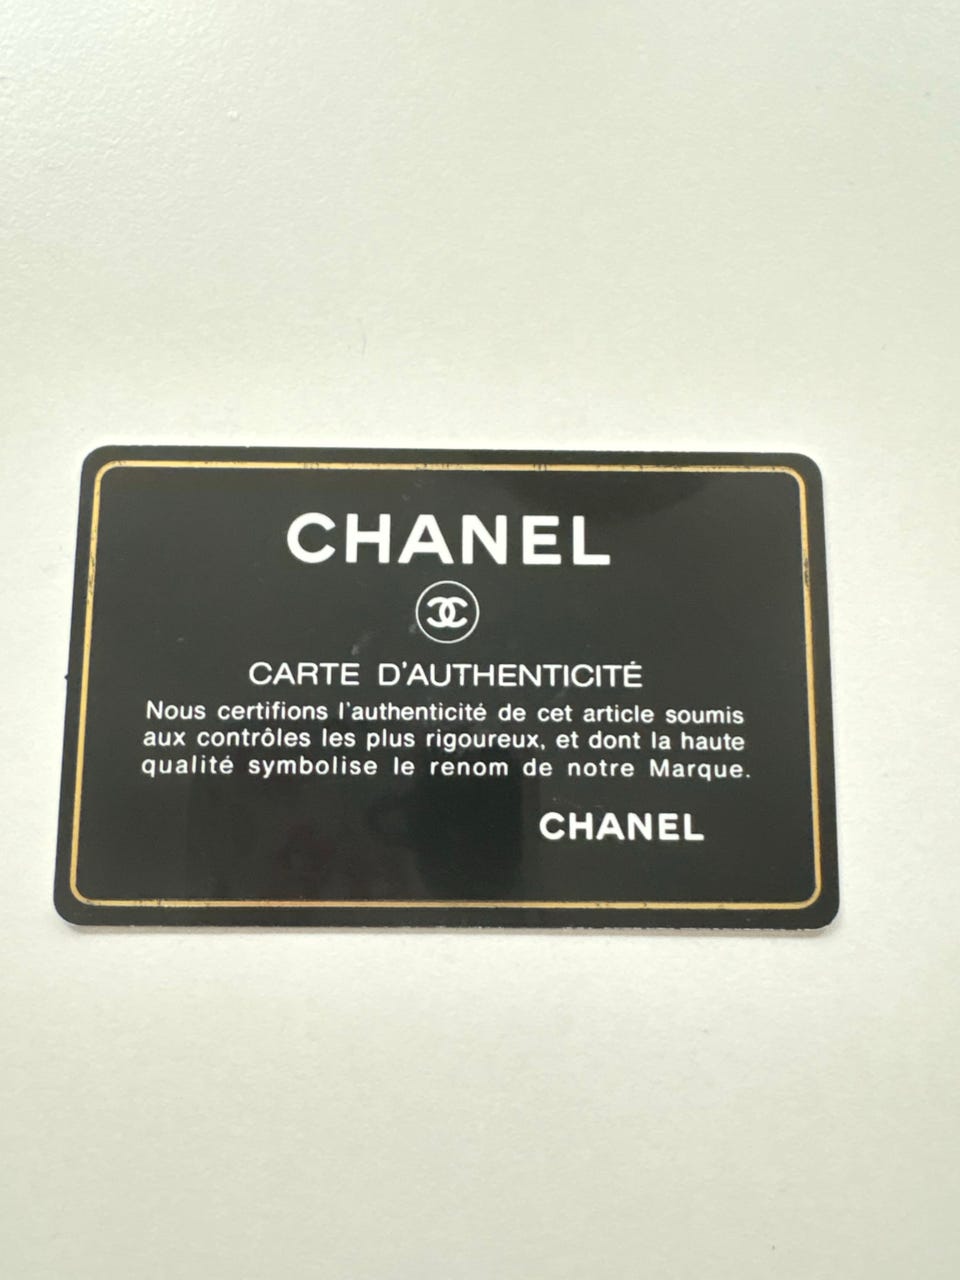 CHANEL
CARTE D'AUTHENTICITÉ
Nous certifions l'authenticité de cet article soumis
aux contrôles les plus rigoureux, et dont la haute
qualité symbolise le renom de notre Marque.
CHANEL